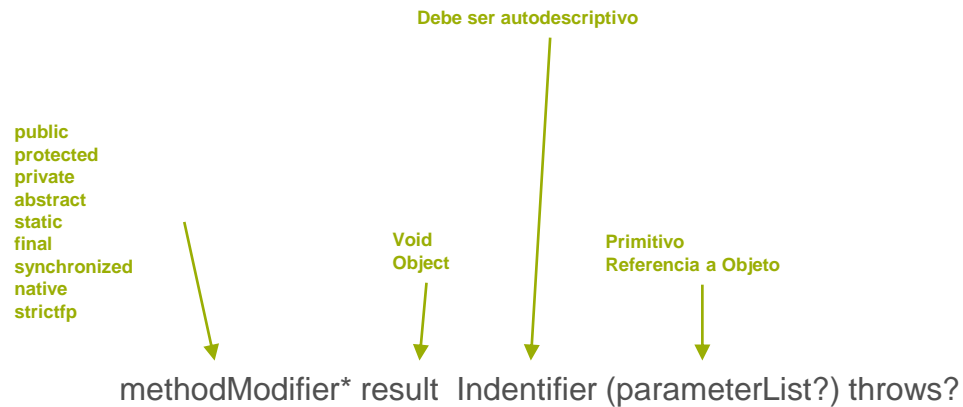 Debe ser autodescriptivo
public
protected
private
abstract
static
final
synchronized
native
strictfp
Void
Object
Primitivo
Referencia a Objeto
methodModifier* result Indentifier (parameterList?) throws?